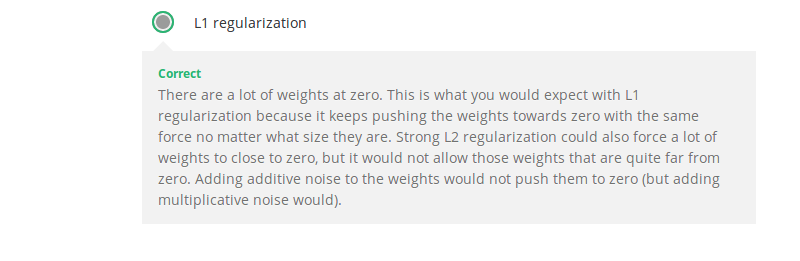 L1 regularization
Correct
There are a lot of weights at zero. This is what you would expect with L1
regularization because it keeps pushing the weights towards zero with the same
force no matter what size they are. Strong L2 regularization could also force a lot of
weights to close to zero, but it would not allow those weights that are quite far from
zero. Adding additive noise to the weights would not push them to zero (but adding
multiplicative noise would).